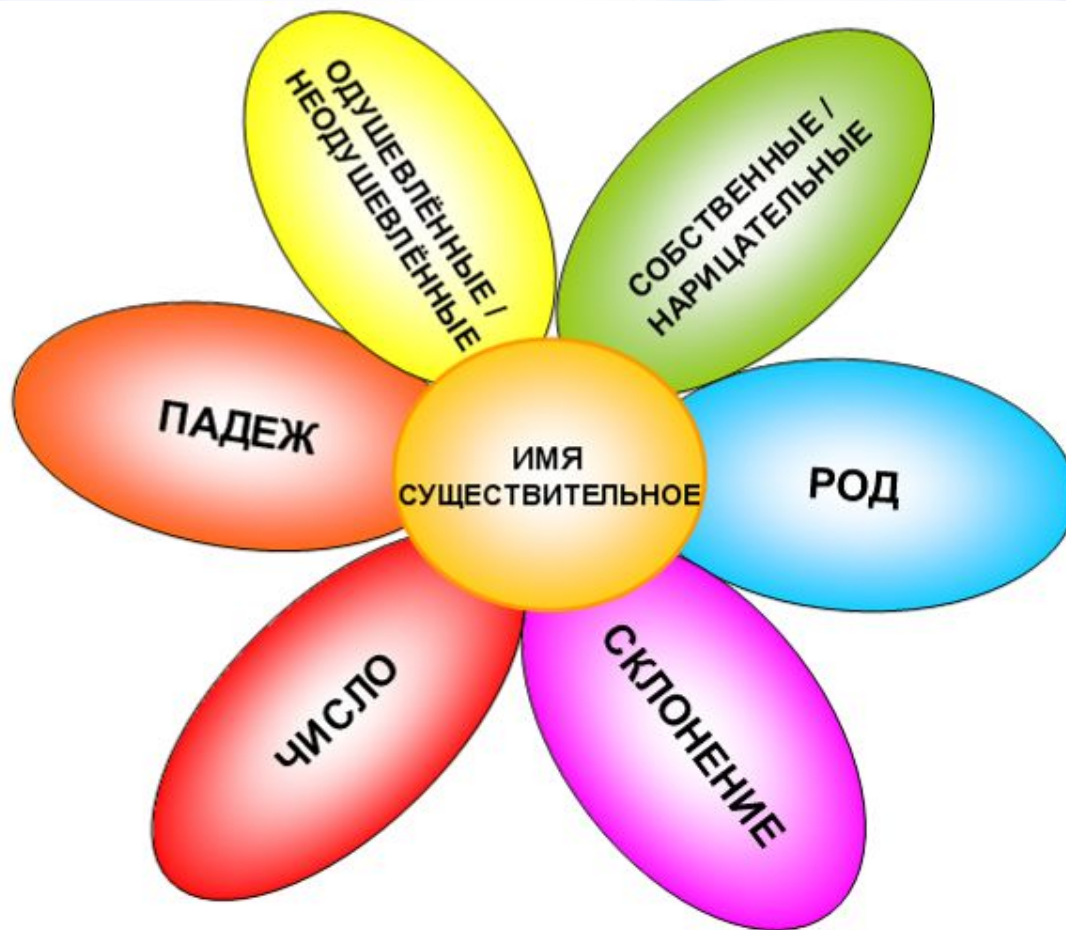 ОДУШЕВЛЁННЫЕ /
НЕОДУШЕВЛЁННЫЕ
СОБСТВЕННЫЕ /
НАРИЦАТЕЛЬНЫЕ
ПАДЕЖ
ИМЯ
СУЩЕСТВИТЕЛЬНОЕ
РОД
ЧИСЛО
СКЛОНЕНИЕ